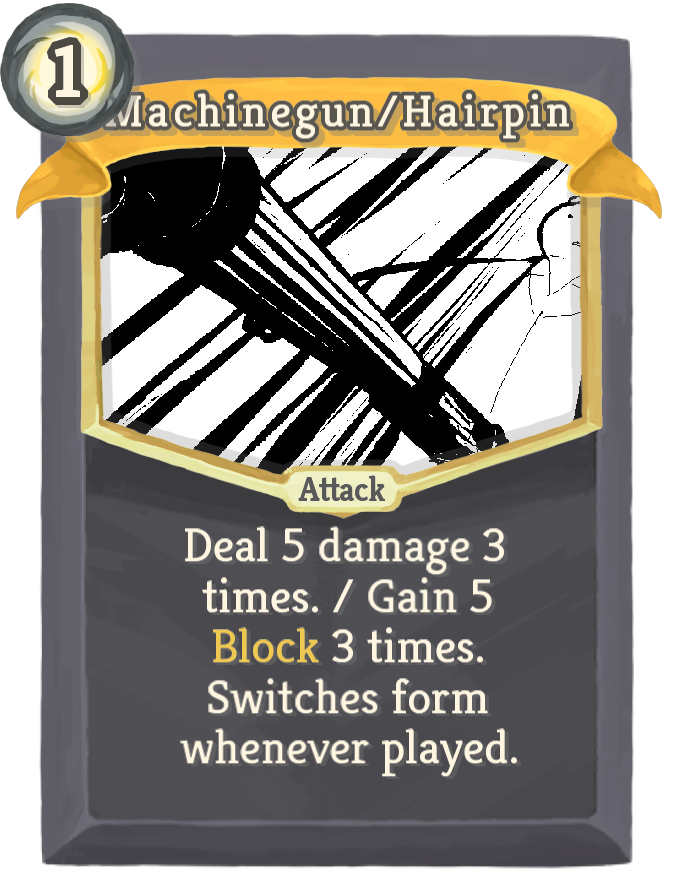 1
Machinegun/Hairpin
Attack
Deal 5 damage 3
times. / Gain 5
Block 3 times.
Switches form
whenever played.